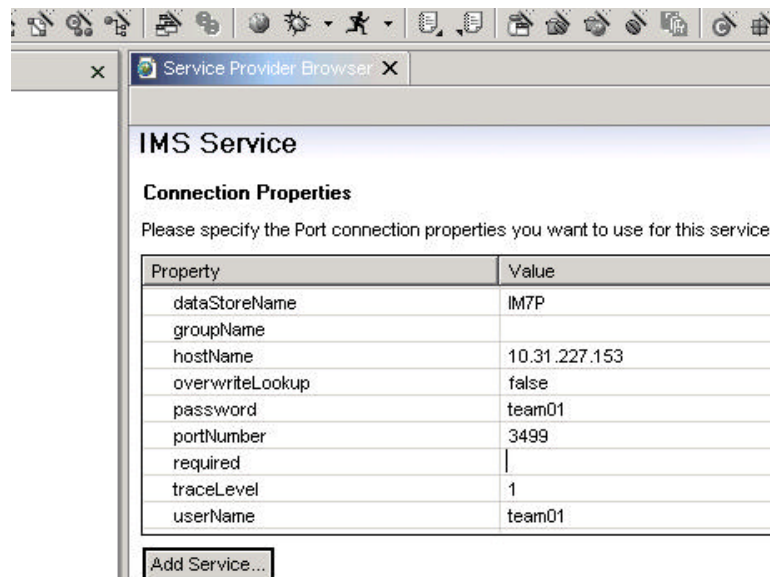 Service Provider Browser
IMS Service
Connection Properties
Please specify the Port connection properties you want to use for this service
Property Value
dataStoreName IM7P
groupName
hostName 10.31.227.153
overwriteLookup false
password team01
portNumber 3499
required
traceLevel 1
userName team01
Add Service...